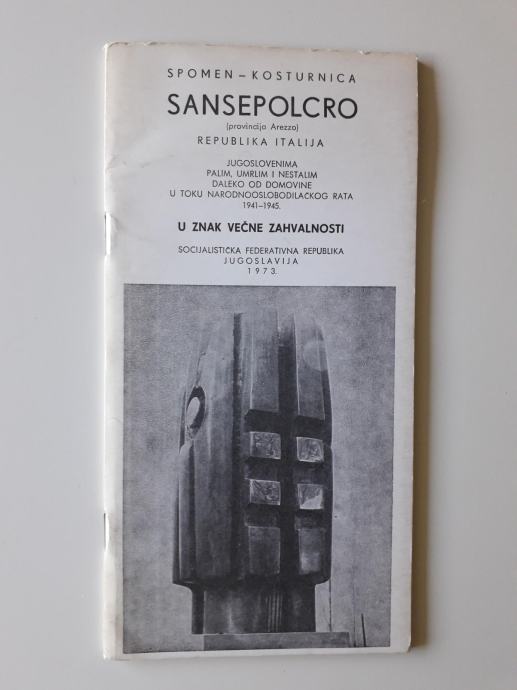 SPOMEN – KOSTURNICA
SANSEPOLCRO
(provincija Arezzo)
REPUBLIKA ITALIJA
JUGOSLOVENIMA
PALIM, UMRLIM I NESTALIM
DALEKO OD DOMOVINE
U TOKU NARODNOOSLOBODILAČKOG RATA
1941–1945.
U ZNAK VEČNE ZAHVALNOSTI
SOCIJALISTIČKA FEDERATIVNA REPUBLIKA
JUGOSLAVIJA
1973.